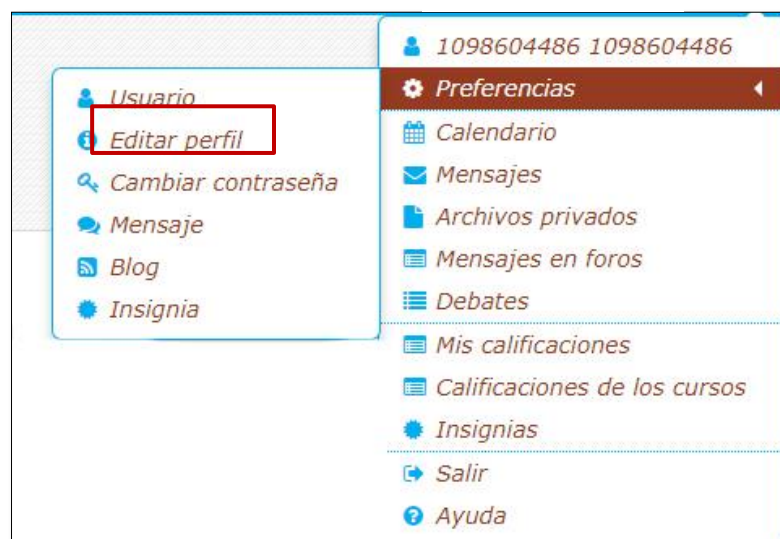 1098604486 1098604486
Preferencias
Calendario
Mensajes
Archivos privados
Mensajes en foros
Debates
Mis calificaciones
Calificaciones de los cursos
Insignias
Salir
Ayuda
Usuario
Editar perfil
Cambiar contraseña
Mensaje
Blog
Insignia